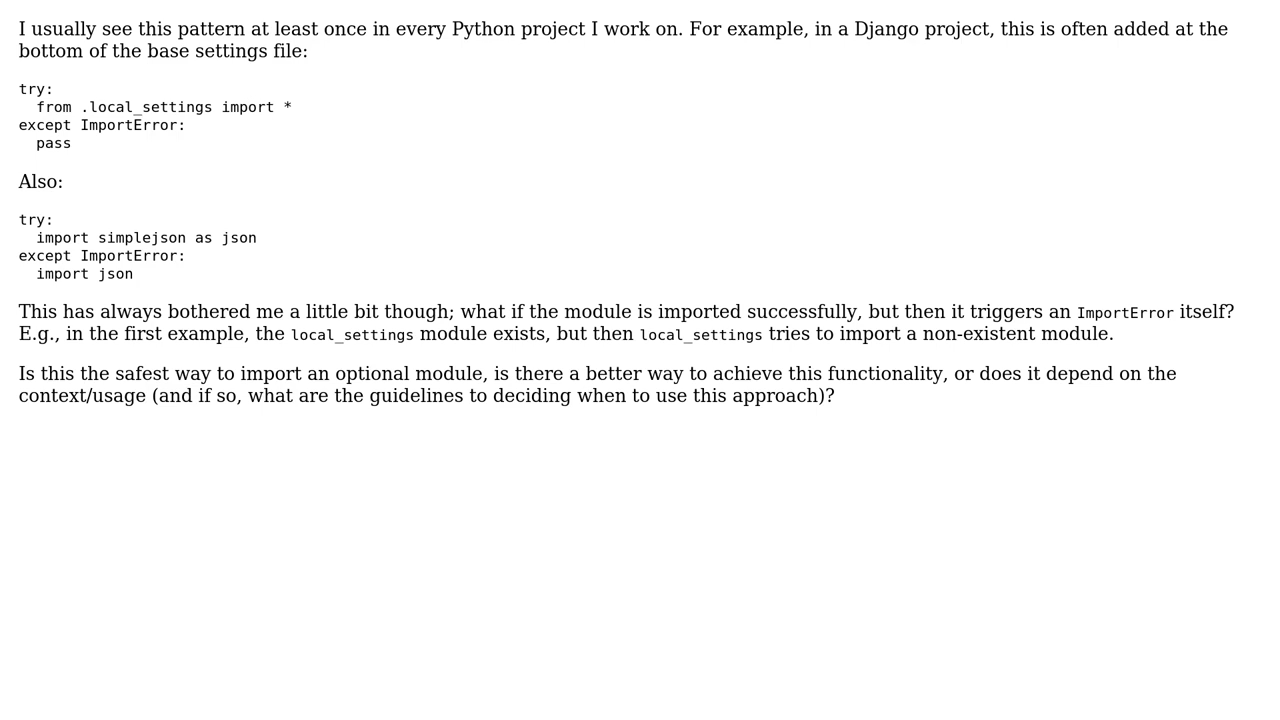 I usually see this pattern at least once in every Python project I work on. For example, in a Django project, this is often added at the
bottom of the base settings file:
try:
  from .local_settings import *
except ImportError:
  pass
Also:
try:
  import simplejson as json
except ImportError:
  import json
This has always bothered me a little bit though; what if the module is imported successfully, but then it triggers an ImportError itself?
E.g., in the first example, the local_settings module exists, but then local_settings tries to import a non-existent module.
Is this the safest way to import an optional module, is there a better way to achieve this functionality, or does it depend on the
context/usage (and if so, what are the guidelines to deciding when to use this approach)?